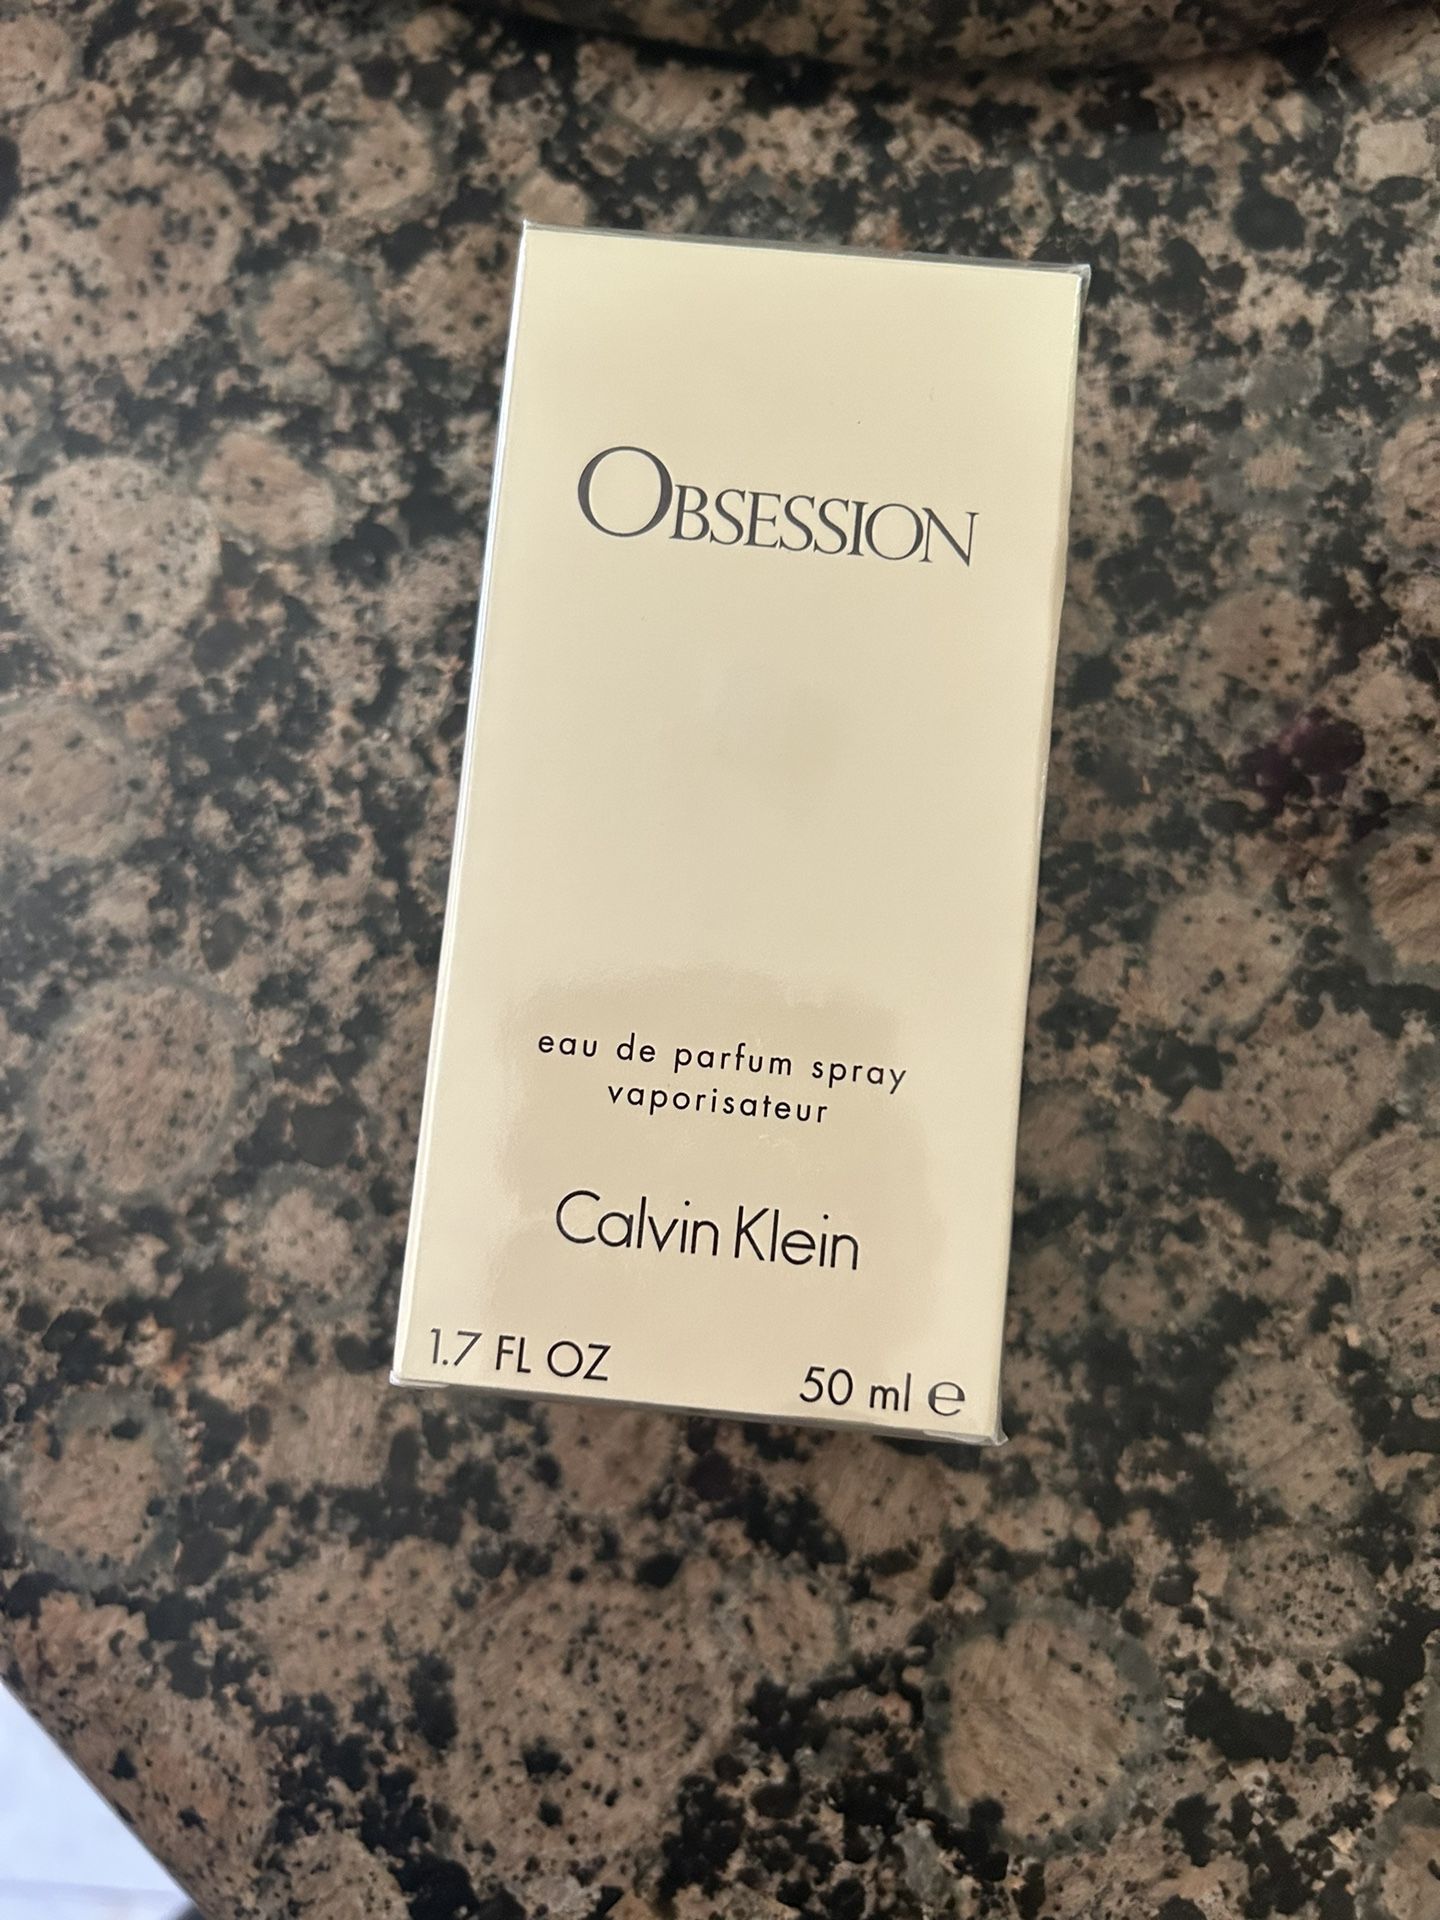 OBSESSION
eau de parfum spray
vaporisateur
Calvin Klein
1.7 FL OZ 50 ml ℮